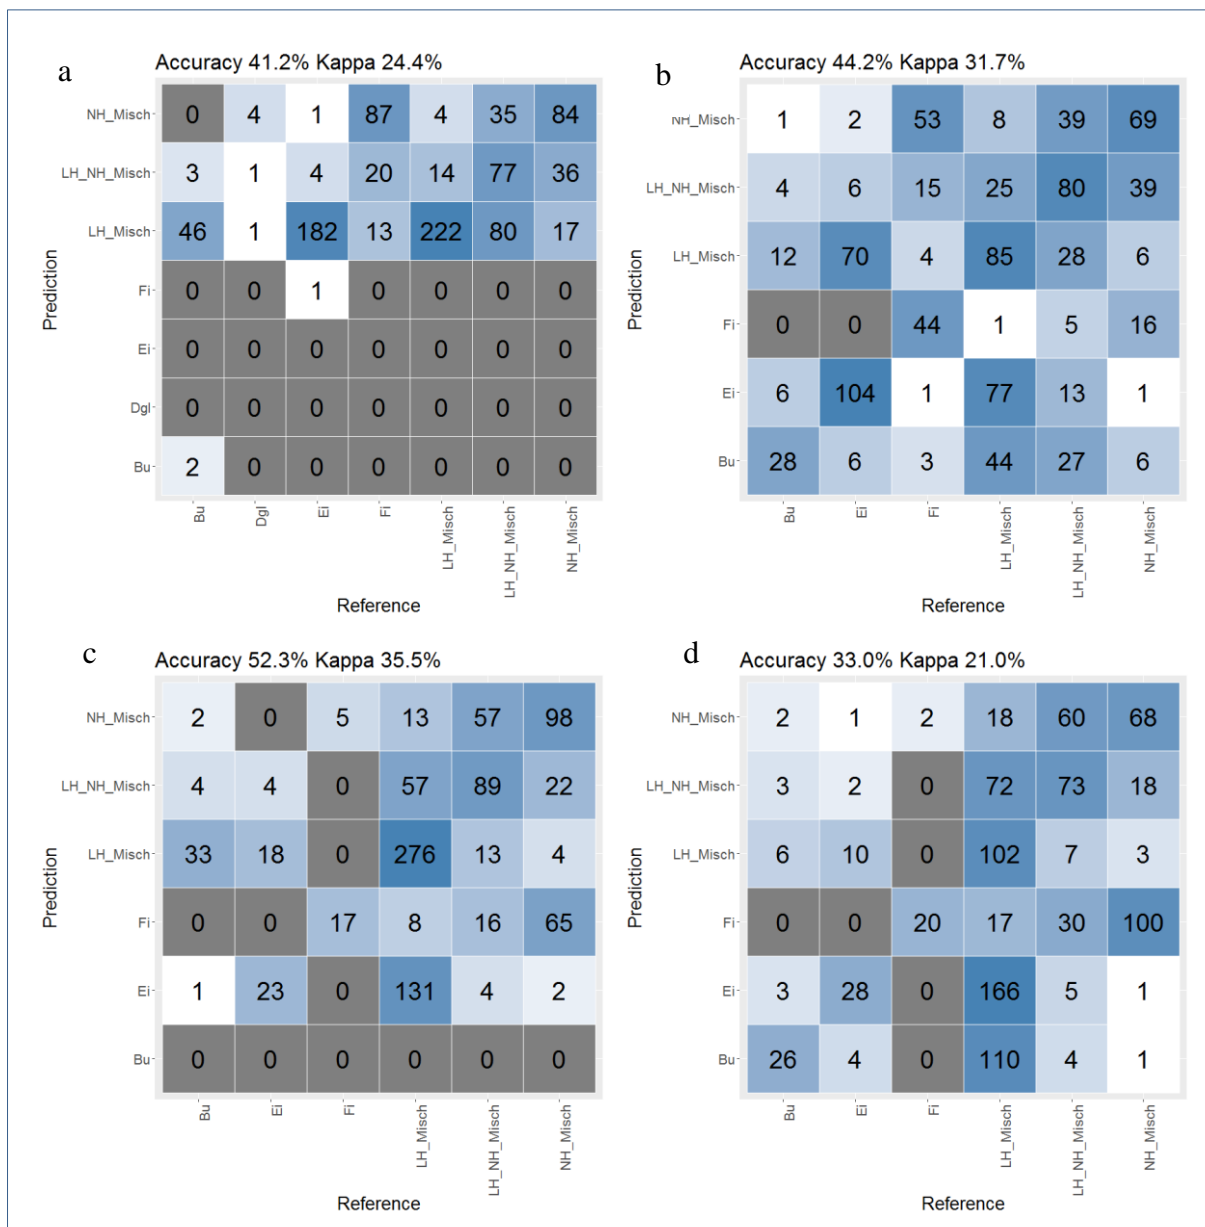 a
Accuracy 41.2% Kappa 24.4%
NH_Misch 0 4 1 87 4 35 84
LH_NH_Misch 3 1 4 20 14 77 36
LH_Misch 46 1 182 13 222 80 17
Fi 0 0 1 0 0 0 0
Ei 0 0 0 0 0 0 0
Dgl 0 0 0 0 0 0 0
Bu 2 0 0 0 0 0 0
Prediction
Bu Dgl Ei Fi LH_Misch LH_NH_Misch NH_Misch
Reference
b
Accuracy 44.2% Kappa 31.7%
NH_Misch 1 2 53 8 39 69
LH_NH_Misch 4 6 15 25 80 39
LH_Misch 12 70 4 85 28 6
Fi 0 0 44 1 5 16
Ei 6 104 1 77 13 1
Bu 28 6 3 44 27 6
Prediction
Bu Ei Fi LH_Misch LH_NH_Misch NH_Misch
Reference
c
Accuracy 52.3% Kappa 35.5%
NH_Misch 2 0 5 13 57 98
LH_NH_Misch 4 4 0 57 89 22
LH_Misch 33 18 0 276 13 4
Fi 0 0 17 8 16 65
Ei 1 23 0 131 4 2
Bu 0 0 0 0 0 0
Prediction
Bu Ei Fi LH_Misch LH_NH_Misch NH_Misch
Reference
d
Accuracy 33.0% Kappa 21.0%
NH_Misch 2 1 2 18 60 68
LH_NH_Misch 3 2 0 72 73 18
LH_Misch 6 10 0 102 7 3
Fi 0 0 20 17 30 100
Ei 3 28 0 166 5 1
Bu 26 4 0 110 4 1
Prediction
Bu Ei Fi LH_Misch LH_NH_Misch NH_Misch
Reference